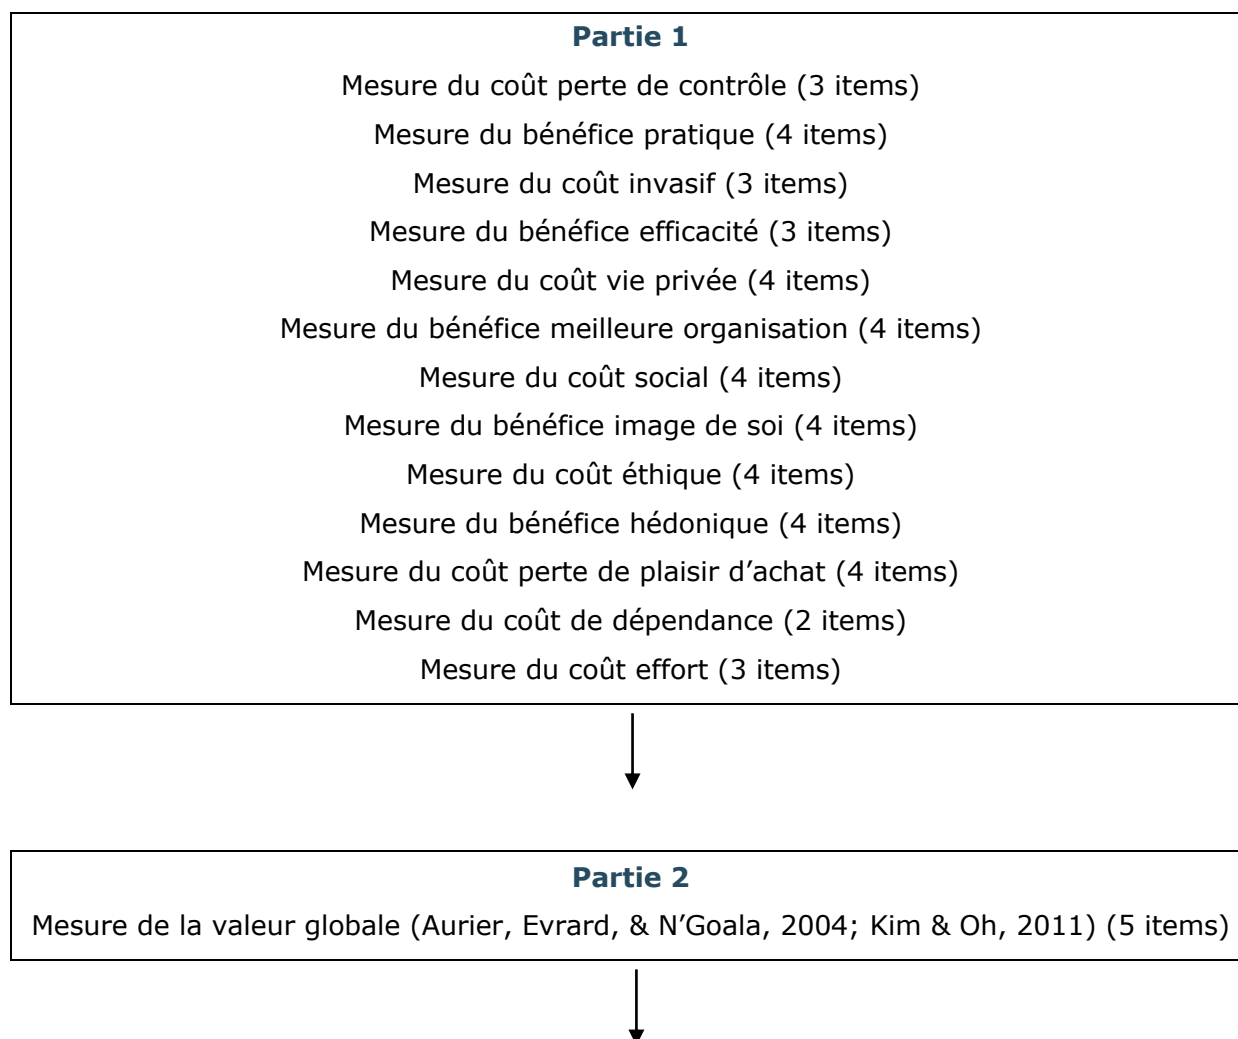 Partie 1
Mesure du coût perte de contrôle (3 items)
Mesure du bénéfice pratique (4 items)
Mesure du coût invasif (3 items)
Mesure du bénéfice efficacité (3 items)
Mesure du coût vie privée (4 items)
Mesure du bénéfice meilleure organisation (4 items)
Mesure du coût social (4 items)
Mesure du bénéfice image de soi (4 items)
Mesure du coût éthique (4 items)
Mesure du bénéfice hédonique (4 items)
Mesure du coût perte de plaisir d’achat (4 items)
Mesure du coût de dépendance (2 items)
Mesure du coût effort (3 items)
Partie 2
Mesure de la valeur globale (Aurier, Evrard, & N’Goala, 2004; Kim & Oh, 2011) (5 items)